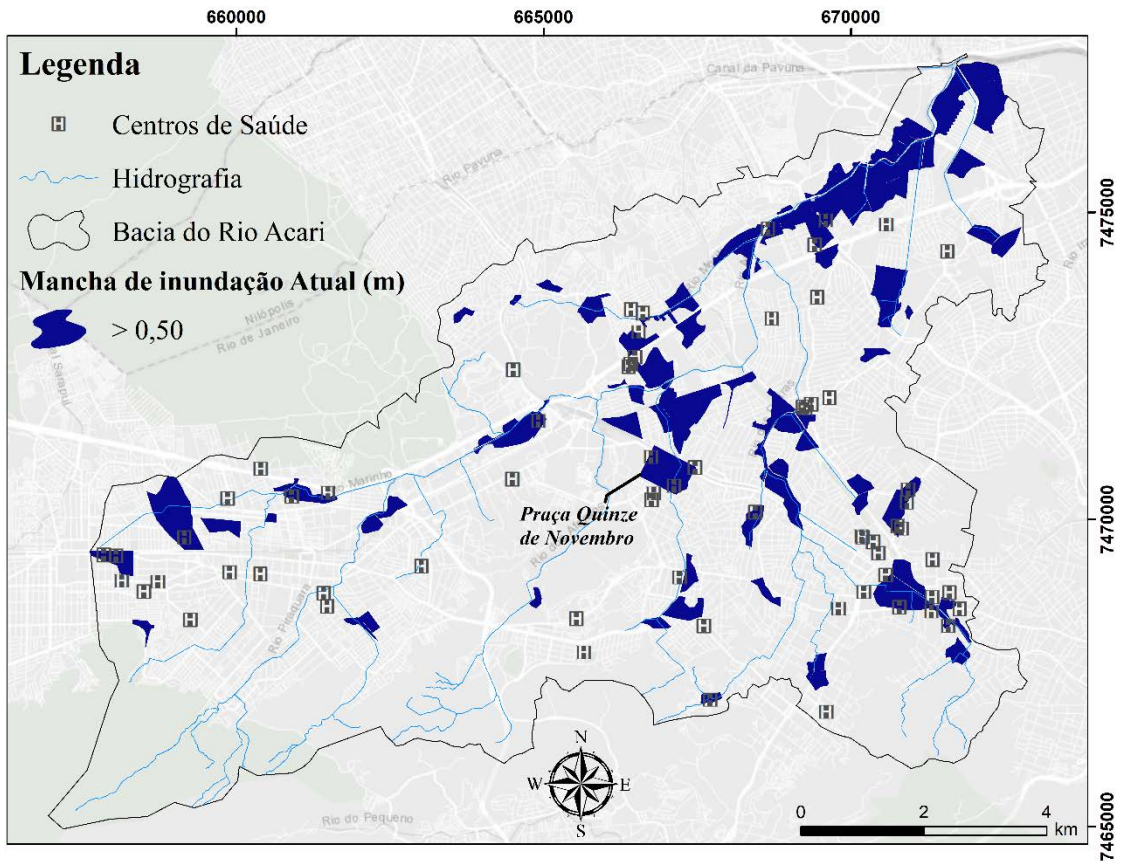 660000
665000
670000
Legenda
Centros de Saúde
Hidrografia
Bacia do Rio Acari
Mancha de inundação Atual (m)
> 0,50
Canal da Pavuna
Rio Pavuna
Nilópolis
Rio de Janeiro
7475000
7470000
7465000
Marinho
Rio Piraquara
Praça Quinze
de Novembro
Rio do Pequeno
N
W
E
S
0
2
4
km